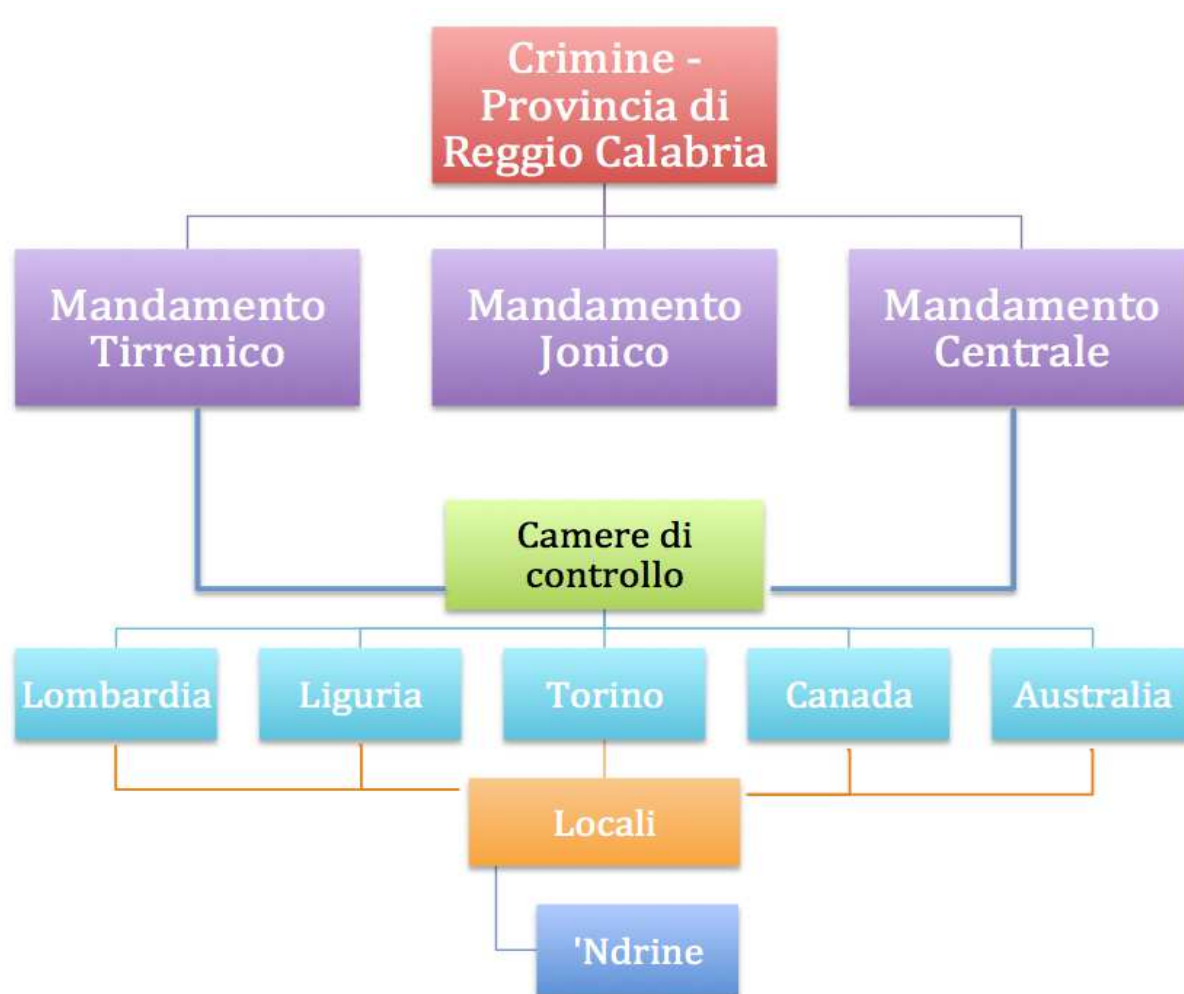 Crimine -
Provincia di
Reggio Calabria
Mandamento
Tirrenico
Mandamento
Jonico
Mandamento
Centrale
Camere di
controllo
Lombardia
Liguria
Torino
Canada
Australia
Locali
'Ndrine